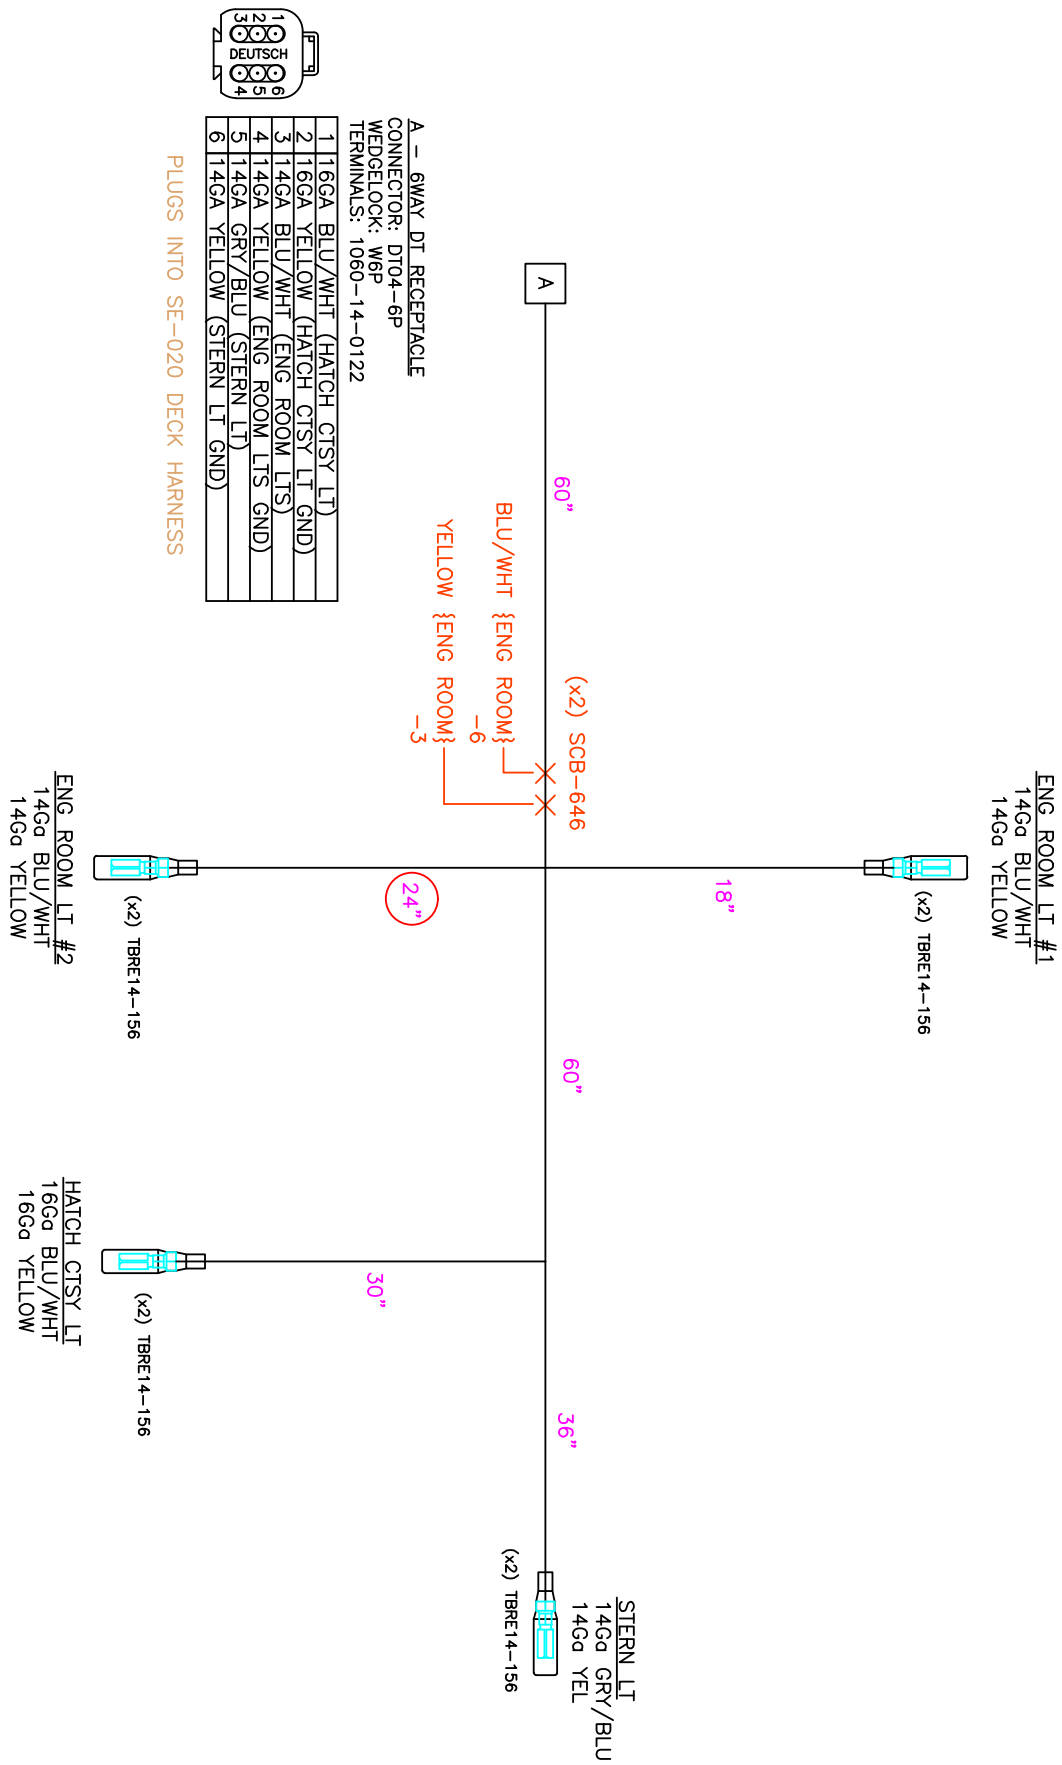 1
2
3
DEUTSCH
6
5
4
A – 6WAY DT RECEPTACLE
CONNECTOR: DT04-6P
WEDGELOCK: W6P
TERMINALS: 1060-14-0122
1 16GA BLU/WHT (HATCH CTSY LT)
2 16GA YELLOW (HATCH CTSY LT GND)
3 14GA BLU/WHT (ENG ROOM LTS)
4 14GA YELLOW (ENG ROOM LTS GND)
5 14GA GRY/BLU (STERN LT)
6 14GA YELLOW (STERN LT GND)
PLUGS INTO SE-020 DECK HARNESS
A
60"
(x2) SCB-646
BLU/WHT {ENG ROOM}
-6
YELLOW {ENG ROOM}
-3
ENG ROOM LT #1
14Ga BLU/WHT
14Ga YELLOW
(x2) TBRE14-156
18"
24"
(x2) TBRE14-156
ENG ROOM LT #2
14Ga BLU/WHT
14Ga YELLOW
60"
30"
(x2) TBRE14-156
HATCH CTSY LT
16Ga BLU/WHT
16Ga YELLOW
36"
STERN LT
14Ga GRY/BLU
14Ga YEL
(x2) TBRE14-156